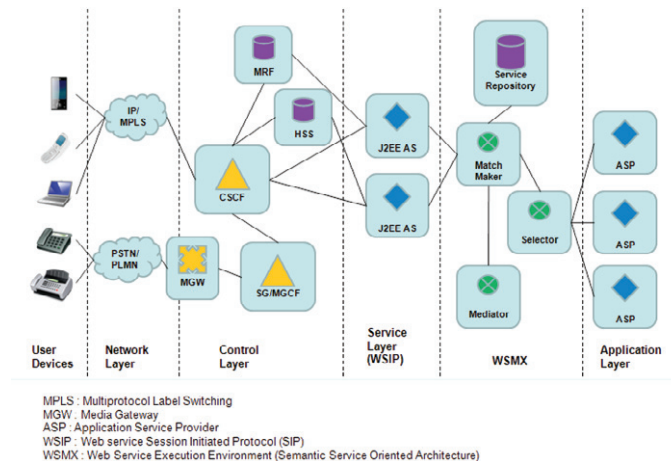 MRF
Service
Repository
IP/
MPLS
HSS
J2EE AS
Match
Maker
ASP
CSCF
J2EE AS
Selector
ASP
PSTN/
PLMN
MGW
SG/MGCF
Mediator
ASP
User
Devices
Network
Layer
Control
Layer
Service
Layer
(WSIP)
WSMX
Application
Layer
MPLS : Multiprotocol Label Switching
MGW : Media Gateway
ASP : Application Service Provider
WSIP : Web service Session Initiated Protocol (SIP)
WSMX : Web Service Execution Environment (Semantic Service Oriented Architecture)